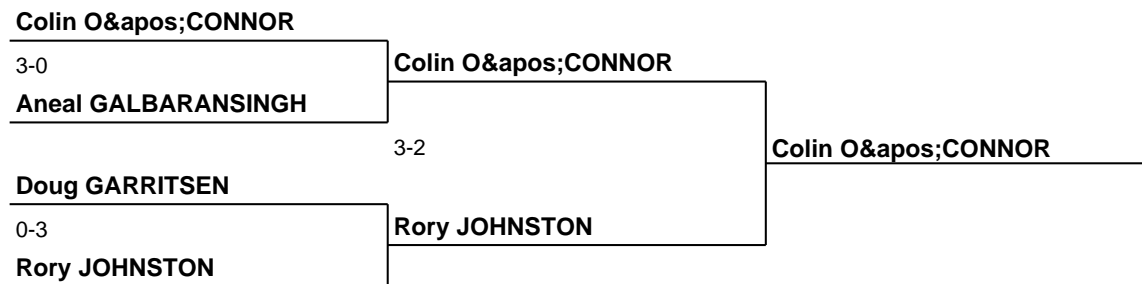 Colin O&apos;CONNOR
3-0
Aneal GALBARANSINGH
Colin O&apos;CONNOR
3-2
Colin O&apos;CONNOR
Doug GARRITSEN
0-3
Rory JOHNSTON
Rory JOHNSTON